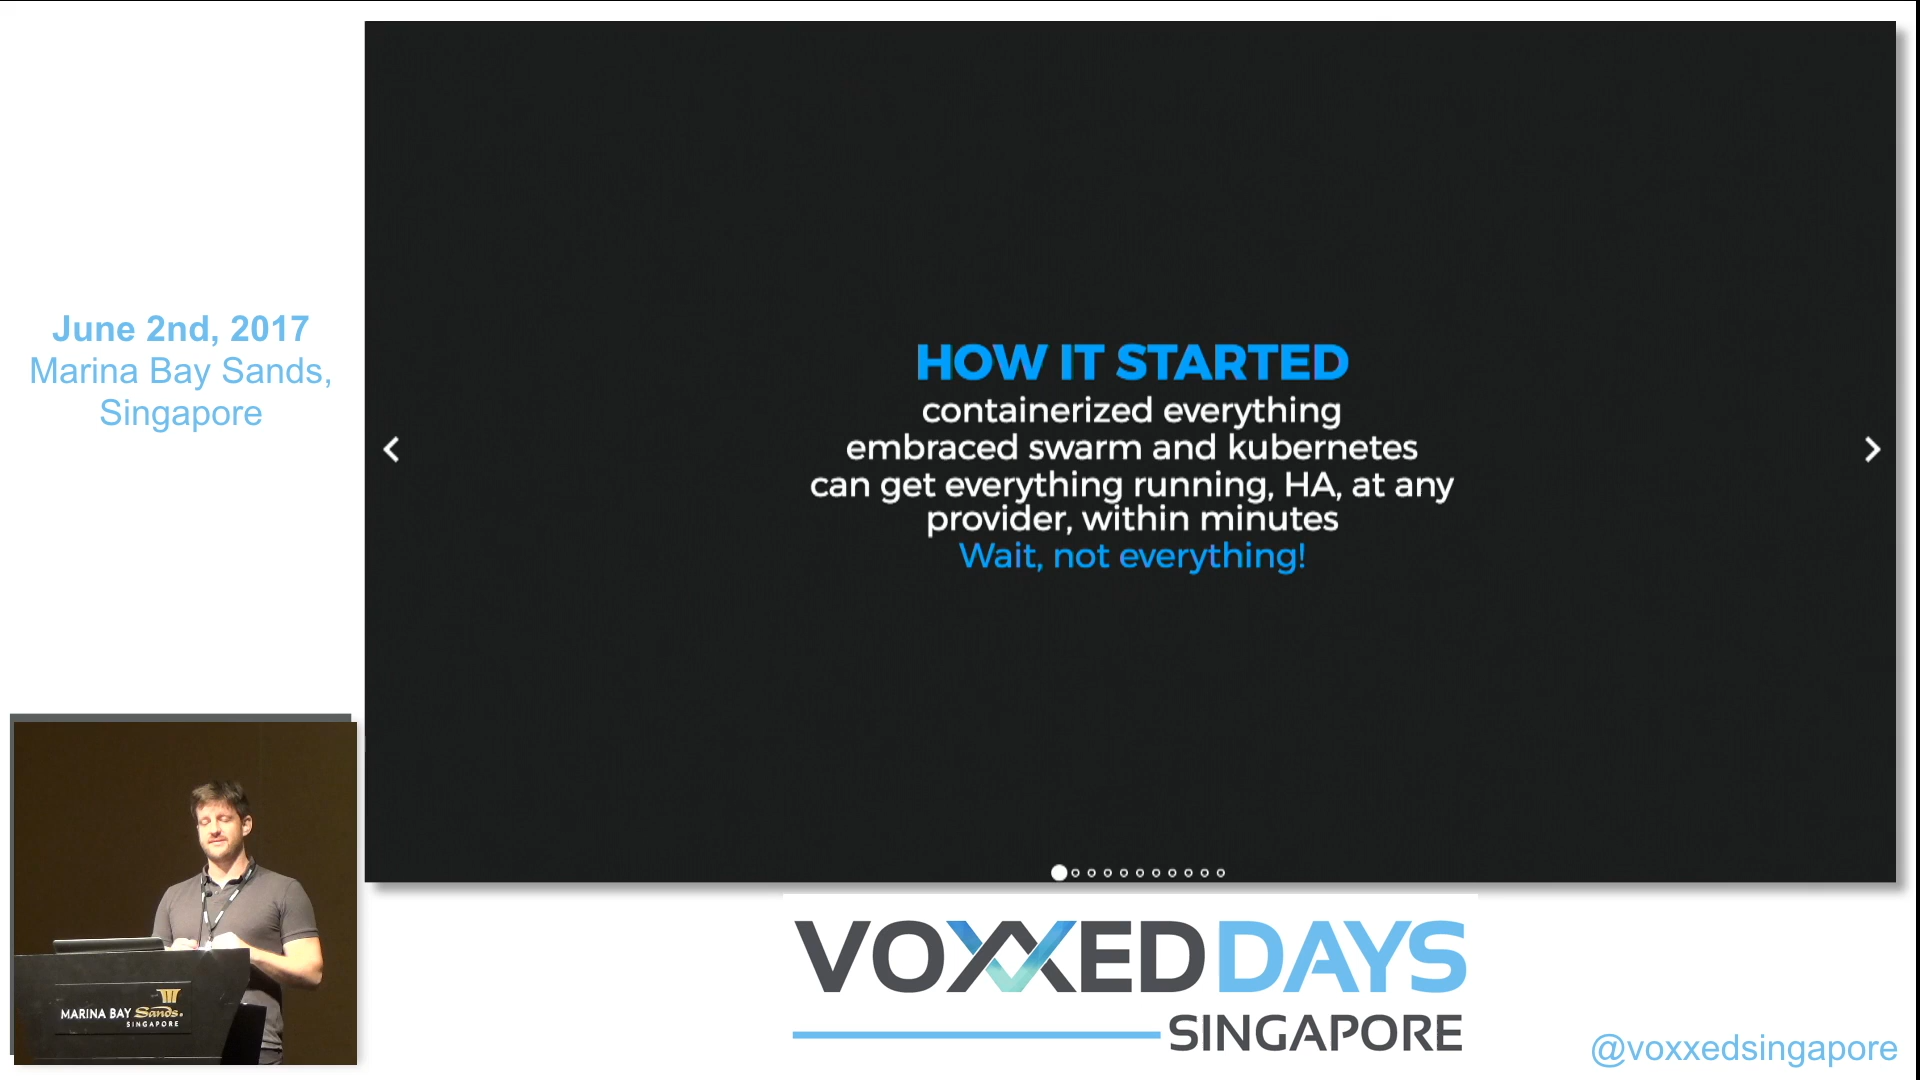 June 2nd, 2017
Marina Bay Sands,
Singapore
HOW IT STARTED
containerized everything
embraced swarm and kubernetes
can get everything running, HA, at any
provider, within minutes
Wait, not everything!
MARINA BAY Sands.
SINGAPORE
VOXXED DAYS
SINGAPORE
@voxxedsingapore